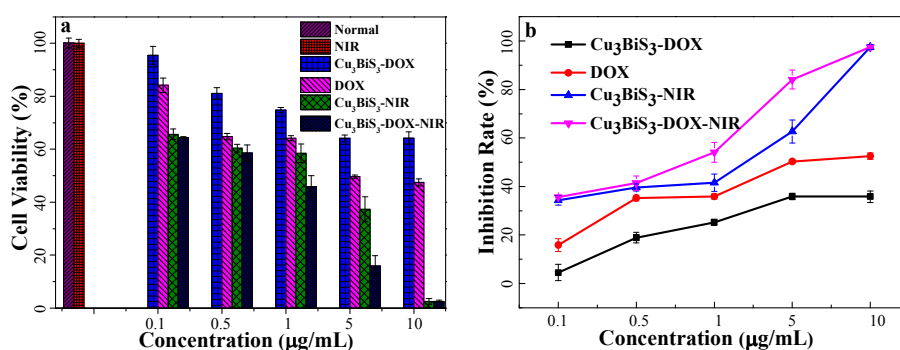 a
Normal
NIR
Cu₃BiS₃-DOX
DOX
Cu₃BiS₃-NIR
Cu₃BiS₃-DOX-NIR
100
80
60
40
20
0
Cell Viability (%)
0.1 0.5 1 5 10
Concentration (μg/mL)
b
Cu₃BiS₃-DOX
DOX
Cu₃BiS₃-NIR
Cu₃BiS₃-DOX-NIR
100
80
60
40
20
0
Inhibition Rate (%)
0.1 0.5 1 5 10
Concentration (μg/mL)